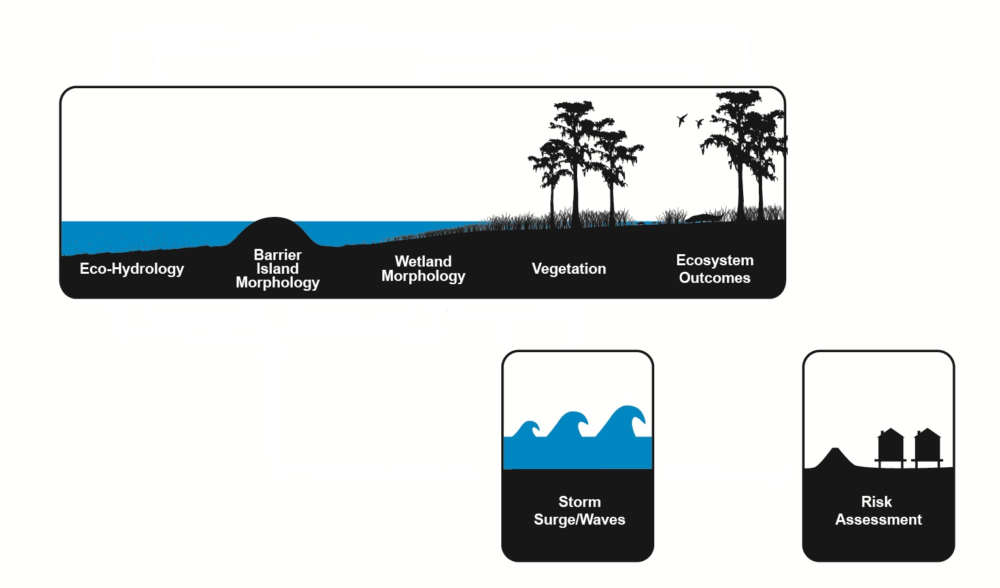 Eco-Hydrology
Barrier
Island
Morphology
Wetland
Morphology
Vegetation
Ecosystem
Outcomes
Storm
Surge/Waves
Risk
Assessment